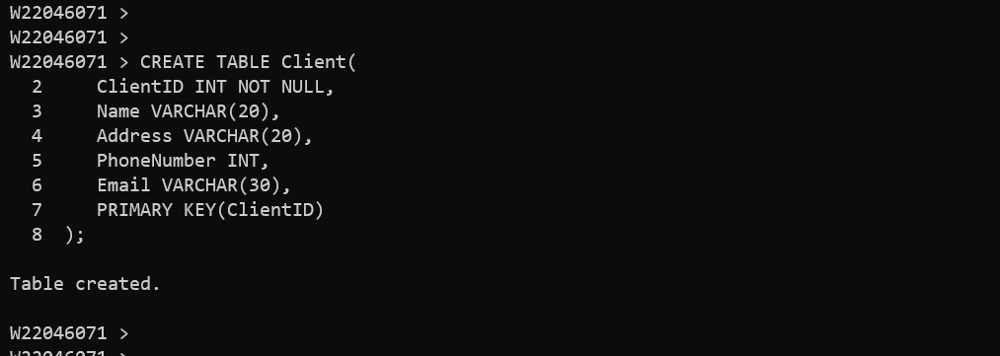 W22046071 >
W22046071 >
W22046071 > CREATE TABLE Client(
  2     ClientID INT NOT NULL,
  3     Name VARCHAR(20),
  4     Address VARCHAR(20),
  5     PhoneNumber INT,
  6     Email VARCHAR(30),
  7     PRIMARY KEY(ClientID)
  8  );
Table created.
W22046071 >
W22046071 >